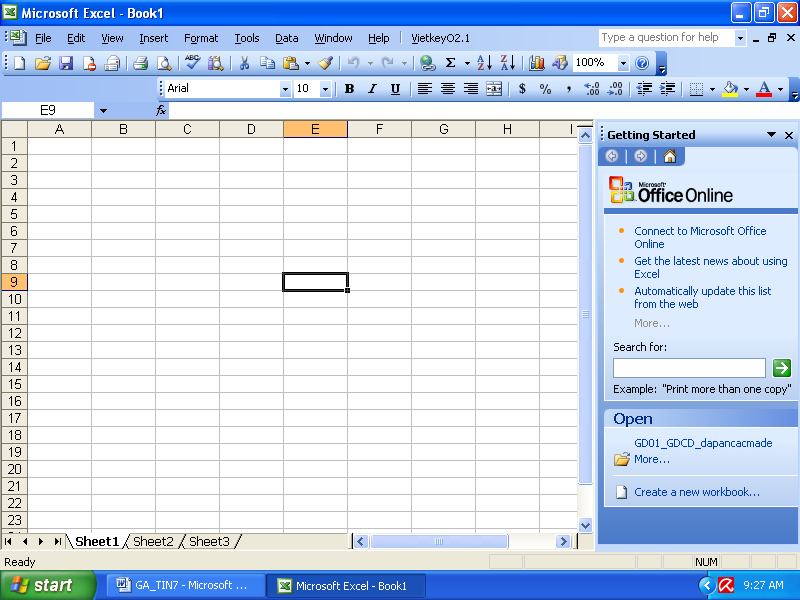 Microsoft Excel - Book1
File Edit View Insert Format Tools Data Window Help VietkeyO2.1
Type a question for help
100%
Arial 10 B I U $ % ,
E9 fx
A B C D E F G H I
1
2
3
4
5
6
7
8
9
10
11
12
13
14
15
16
17
18
19
20
21
22
23
Sheet1 Sheet2 Sheet3
Getting Started
Microsoft
Office Online
Connect to Microsoft Office
Online
Get the latest news about using
Excel
Automatically update this list
from the web
More...
Search for:
Example: "Print more than one copy"
Open
GD01_GDCD_dapancacmade
More...
Create a new workbook...
Ready NUM
start GA_TIN7 - Microsoft ... Microsoft Excel - Book1 9:27 AM